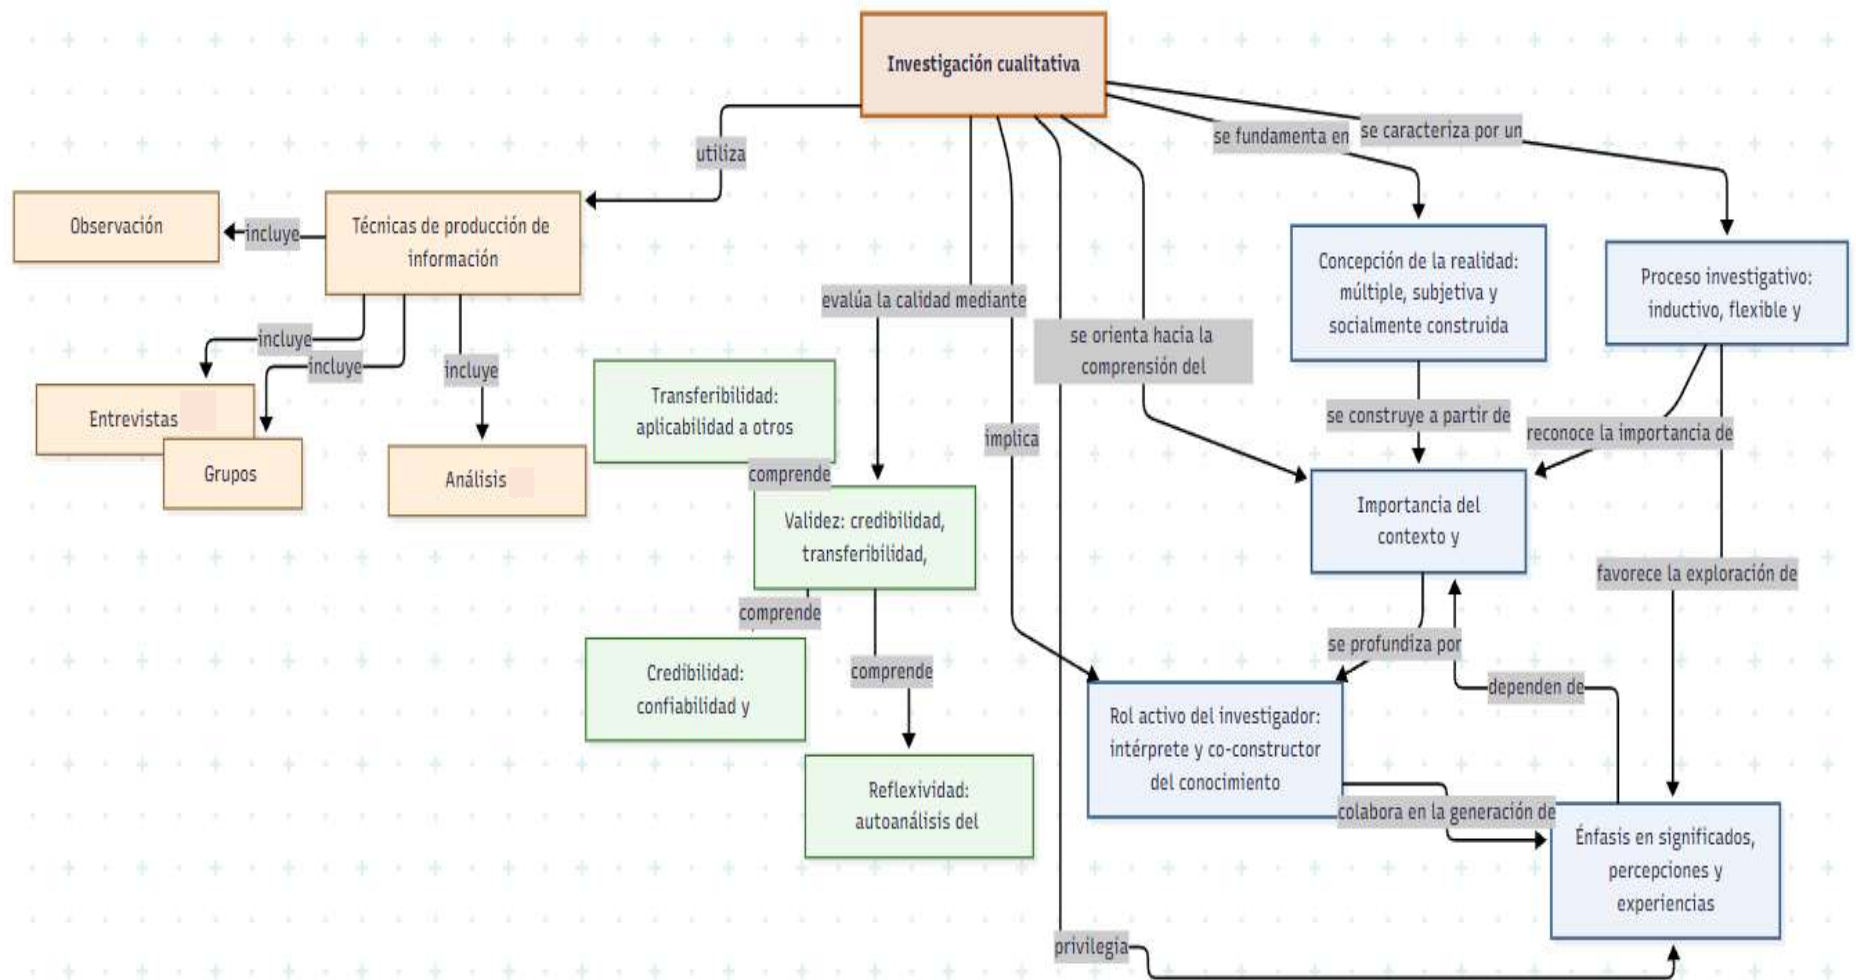 Investigación cualitativa
se fundamenta en
se caracteriza por un
utiliza
Observación
incluye
Técnicas de producción de
información
Concepción de la realidad:
múltiple, subjetiva y
socialmente construida
Proceso investigativo:
inductivo, flexible y
evalúa la calidad mediante
se orienta hacia la
comprensión del
incluye
incluye
incluye
Entrevistas
Grupos
Análisis
Transferibilidad:
aplicabilidad a otros
comprende
implica
se construye a partir de
reconoce la importancia de
Validez: credibilidad,
transferibilidad,
Importancia del
contexto y
favorece la exploración de
comprende
Credibilidad:
confiabilidad y
comprende
se profundiza por
dependen de
Rol activo del investigador:
intérprete y co-constructor
del conocimiento
Reflexividad:
autoanálisis del
colabora en la generación de
Énfasis en significados,
percepciones y
experiencias
privilegia